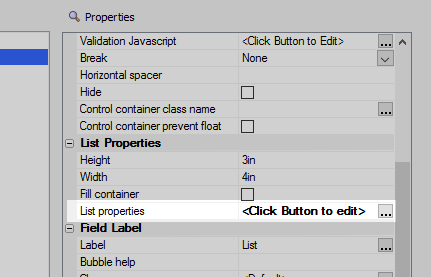 Properties
Validation Javascript <Click Button to Edit> ...
Break None
Horizontal spacer
Hide
Control container class name ...
Control container prevent float
List Properties
Height 3in
Width 4in
Fill container
List properties <Click Button to edit> ...
Field Label
Label List ...
Bubble help